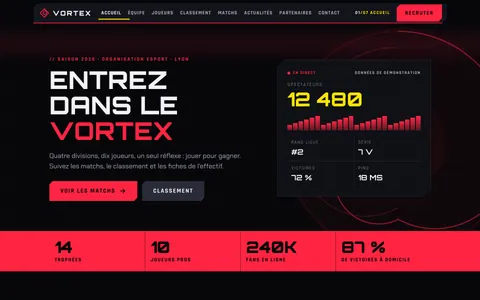 VORTEX
ACCUEIL ÉQUIPE JOUEURS CLASSEMENT MATCHS ACTUALITÉS PARTENAIRES CONTACT
01/07 ACCUEIL
RECRUTER
// SAISON 2026 · ORGANISATION ESPORT · LYON
ENTREZ
DANS LE
VORTEX
Quatre divisions, dix joueurs, un seul réflexe : jouer pour gagner.
Suivez les matchs, le classement et les fiches de l'effectif.
VOIR LES MATCHS →
CLASSEMENT
EN DIRECT
DONNÉES DE DÉMONSTRATION
SPECTATEURS
12 480
RANG LIGUE
#2
SÉRIE
7 V
VICTOIRES
72 %
PING
18 MS
14
TROPHÉES
10
JOUEURS PROS
240K
FANS EN LIGNE
87 %
DE VICTOIRES À DOMICILE